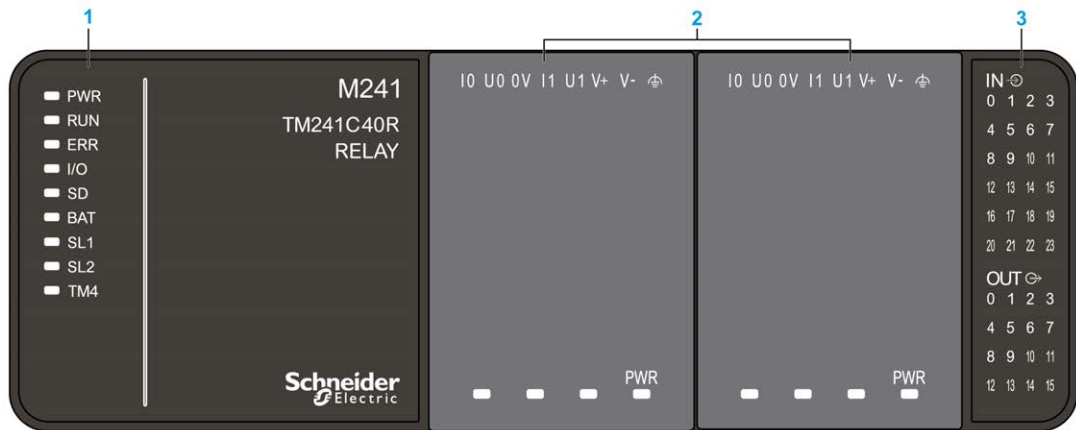 1
2
3
PWR
RUN
ERR
I/O
SD
BAT
SL1
SL2
TM4
M241
TM241C40R
RELAY
Schneider
Electric
I0 U0 0V I1 U1 V+ V-
PWR
I0 U0 0V I1 U1 V+ V-
PWR
IN
0 1 2 3
4 5 6 7
8 9 10 11
12 13 14 15
16 17 18 19
20 21 22 23
OUT
0 1 2 3
4 5 6 7
8 9 10 11
12 13 14 15